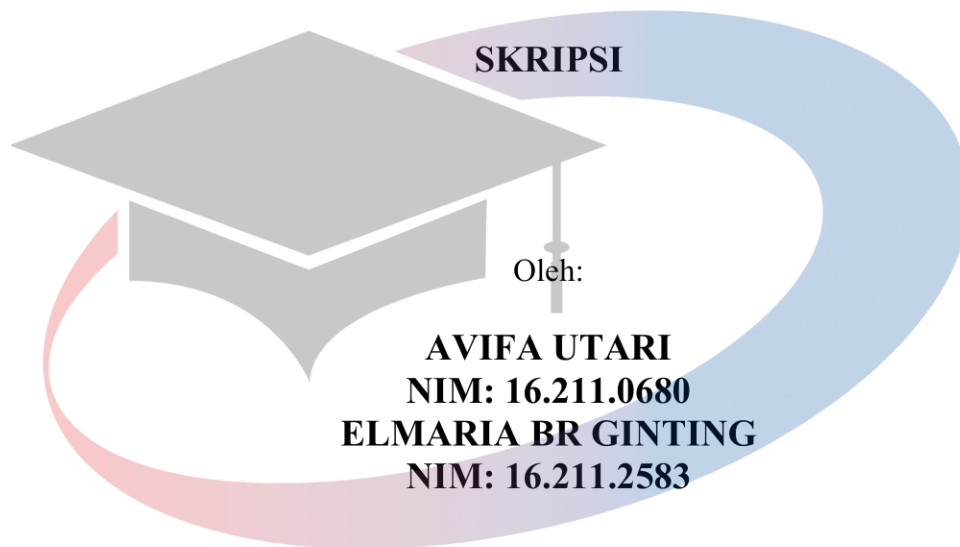 SKRIPSI
Oleh:
AVIFA UTARI
NIM: 16.211.0680
ELMARIA BR GINTING
NIM: 16.211.2583